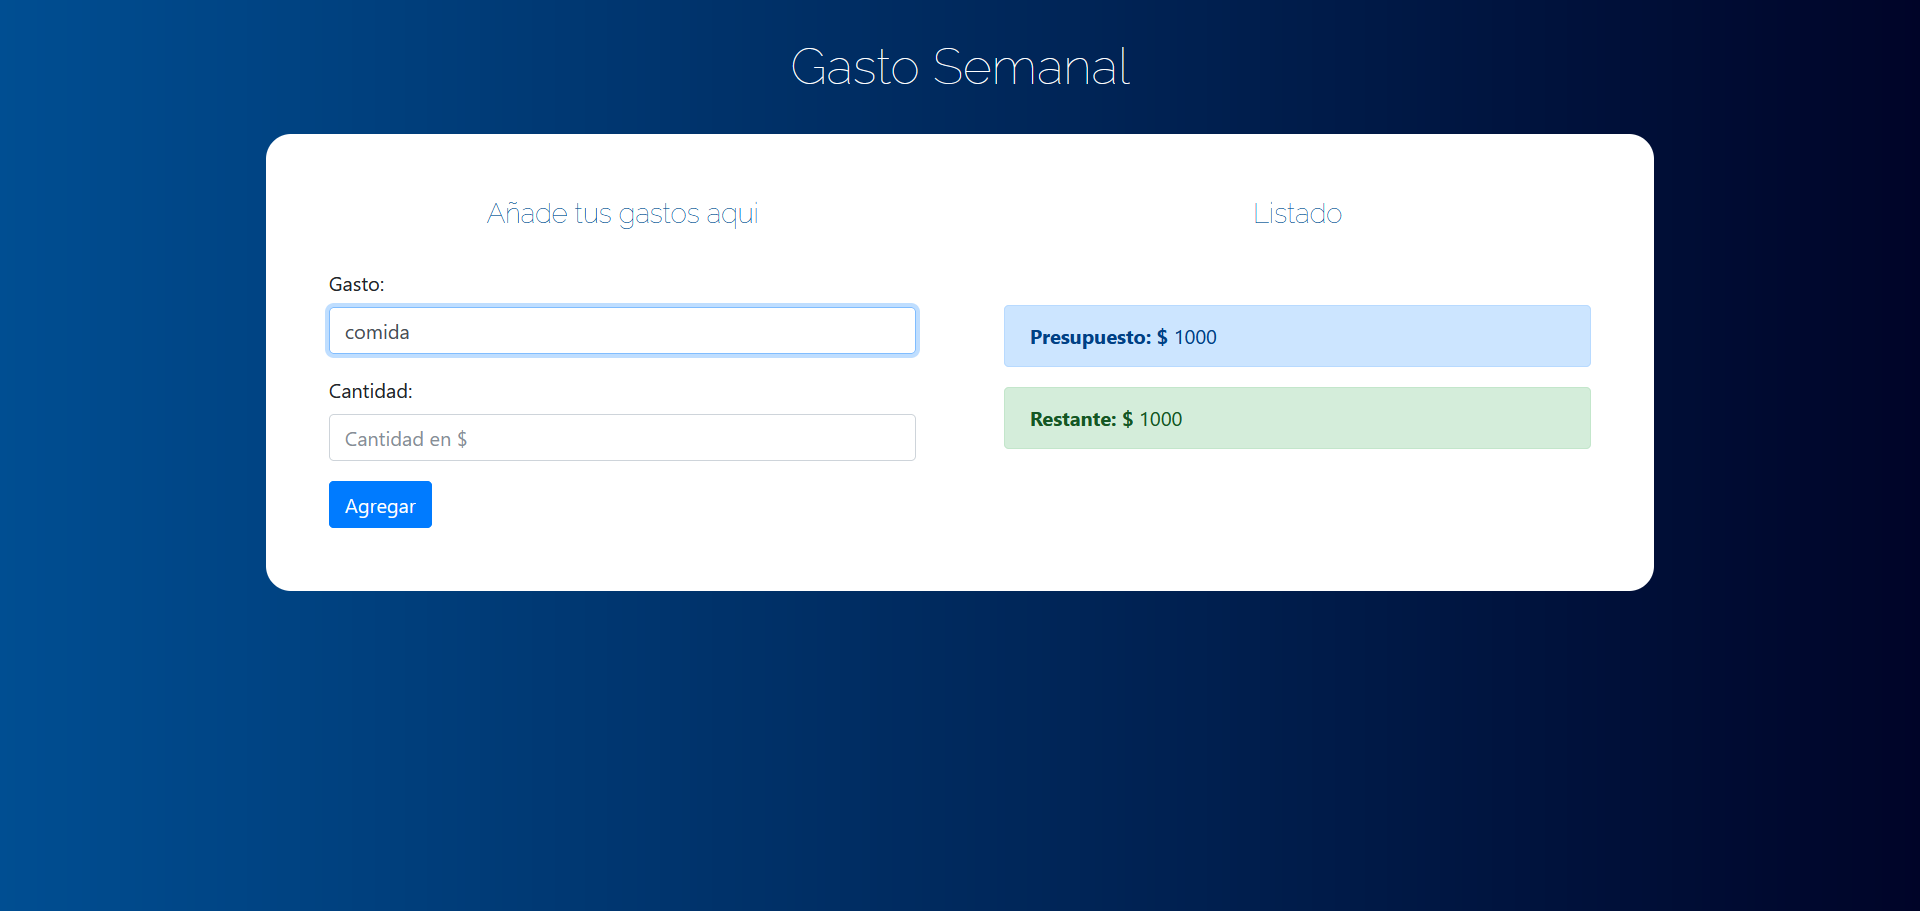 Gasto Semanal
Añade tus gastos aqui
Gasto:
comida
Cantidad:
Cantidad en $
Agregar
Listado
Presupuesto: $ 1000
Restante: $ 1000